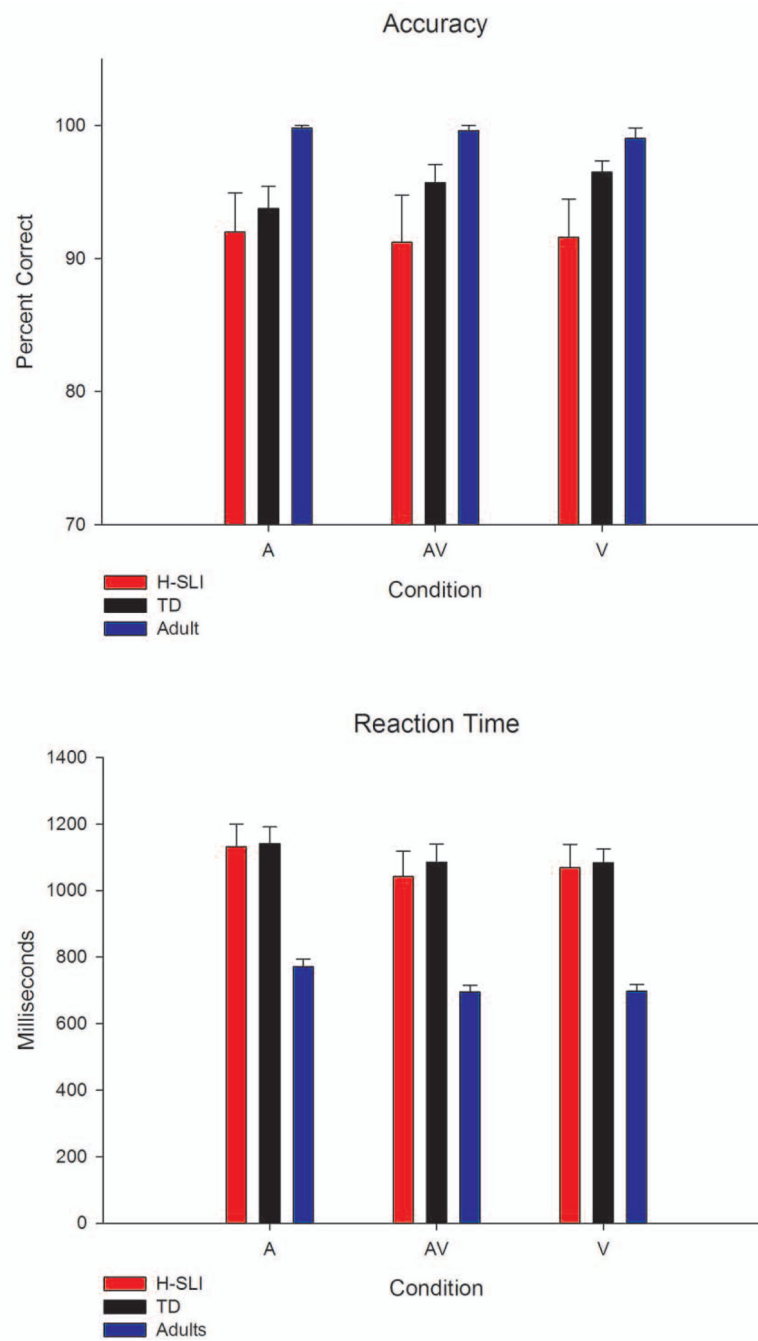 Accuracy
100
90
80
70
Percent Correct
A AV V
Condition
H-SLI
TD
Adult
Reaction Time
1400
1200
1000
800
600
400
200
0
Milliseconds
A AV V
Condition
H-SLI
TD
Adults